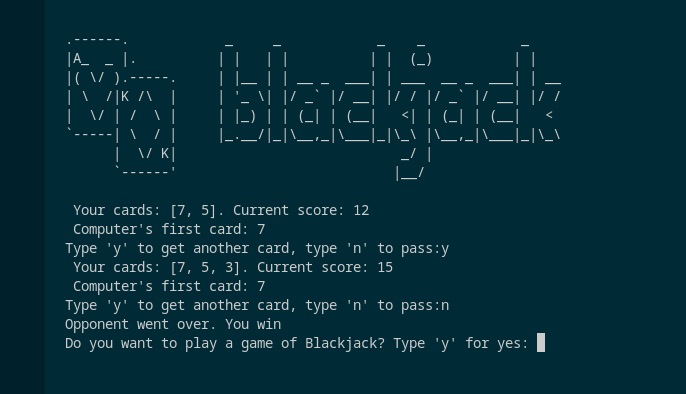 .------.            _     _            _    _            _
|A_  _ |.          | |   | |          | |  (_)          | |
|( \/ ).-----.     | |__ | | __ _  ___| | ___  __ _  ___| | __
| \  /|K /\  |     | '_ \| |/ _` |/ __| |/ / |/ _` |/ __| |/ /
|  \/ | /  \ |     | |_) | | (_| | (__|   <| | (_| | (__|   <
`-----| \  / |     |_.__/|_|\__,_|\___|_|\_\ |\__,_|\___|_|\_\
      |  \/ K|                            _/ |
      `------'                           |__/
Your cards: [7, 5]. Current score: 12
Computer's first card: 7
Type 'y' to get another card, type 'n' to pass:y
Your cards: [7, 5, 3]. Current score: 15
Computer's first card: 7
Type 'y' to get another card, type 'n' to pass:n
Opponent went over. You win
Do you want to play a game of Blackjack? Type 'y' for yes: